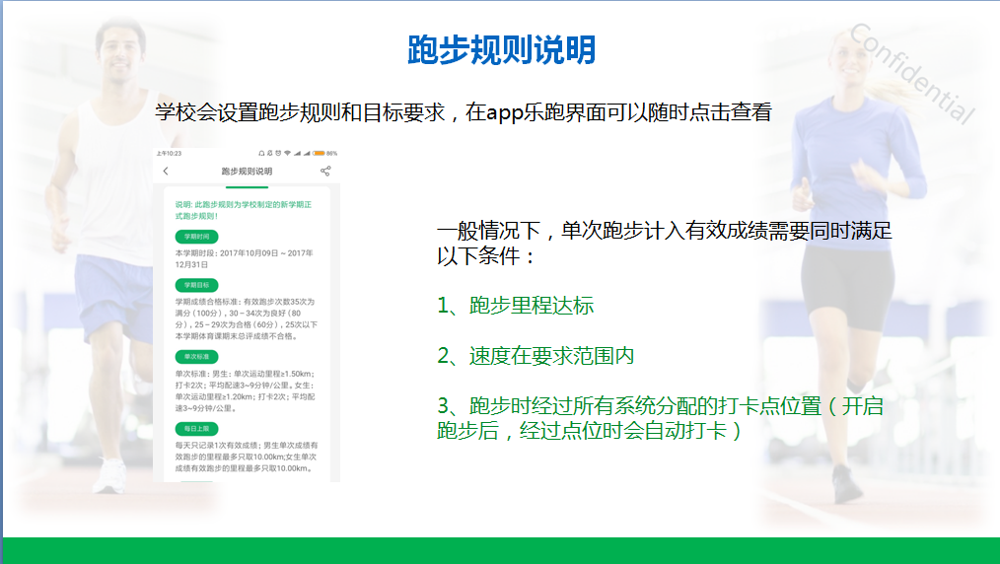 跑步规则说明
Confidential
学校会设置跑步规则和目标要求，在app乐跑界面可以随时点击查看
上午10:23
86%
跑步规则说明
说明: 此跑步规则为学校制定的新学期正
式跑步规则！
学期时间
本学期时段：2017年10月09日 ~ 2017年
12月31日
学期目标
学期成绩合格标准：有效跑步次数35次为
满分（100分），30－34次为良好（80
分），25－29次为合格（60分），25次以下
本学期体育课期末总评成绩不合格。
单次标准
单次标准：男生：单次运动里程≥1.50km；
打卡2次；平均配速3~9分钟/公里。女生：
单次运动里程≥1.20km；打卡2次；平均配
速3~9分钟/公里。
每日上限
每天只记录1次有效成绩；男生单次成绩有
效跑步的里程最多只取10.00km;女生单次
成绩有效跑步的里程最多只取10.00km。
一般情况下，单次跑步计入有效成绩需要同时满足
以下条件：
1、跑步里程达标
2、速度在要求范围内
3、跑步时经过所有系统分配的打卡点位置（开启
跑步后，经过点位时会自动打卡）